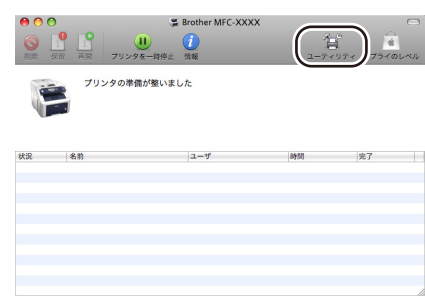 Brother MFC-XXXX
削除 保留 再開 プリンタを一時停止 情報 ユーティリティ プライのレベル
プリンタの準備が整いました
状況 名前 ユーザ 時間 完了